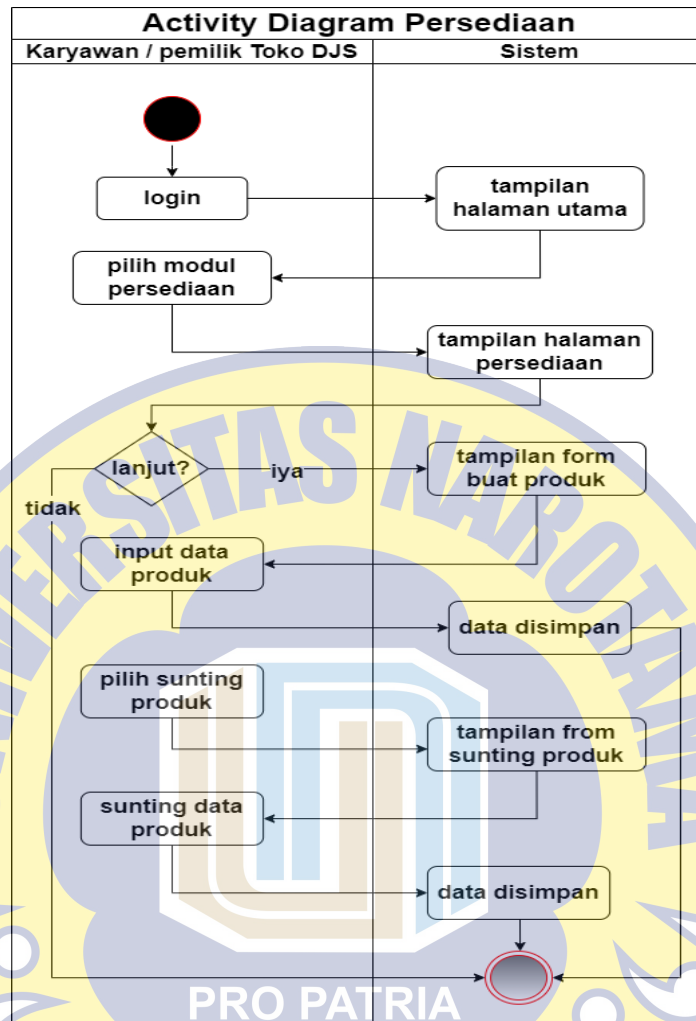 Activity Diagram Persediaan
Karyawan / pemilik Toko DJS
Sistem
login
tampilan
halaman utama
pilih modul
persediaan
tampilan halaman
persediaan
lanjut?
iya
tidak
tampilan form
buat produk
input data
produk
data disimpan
pilih sunting
produk
tampilan from
sunting produk
sunting data
produk
data disimpan
PRO PATRIA